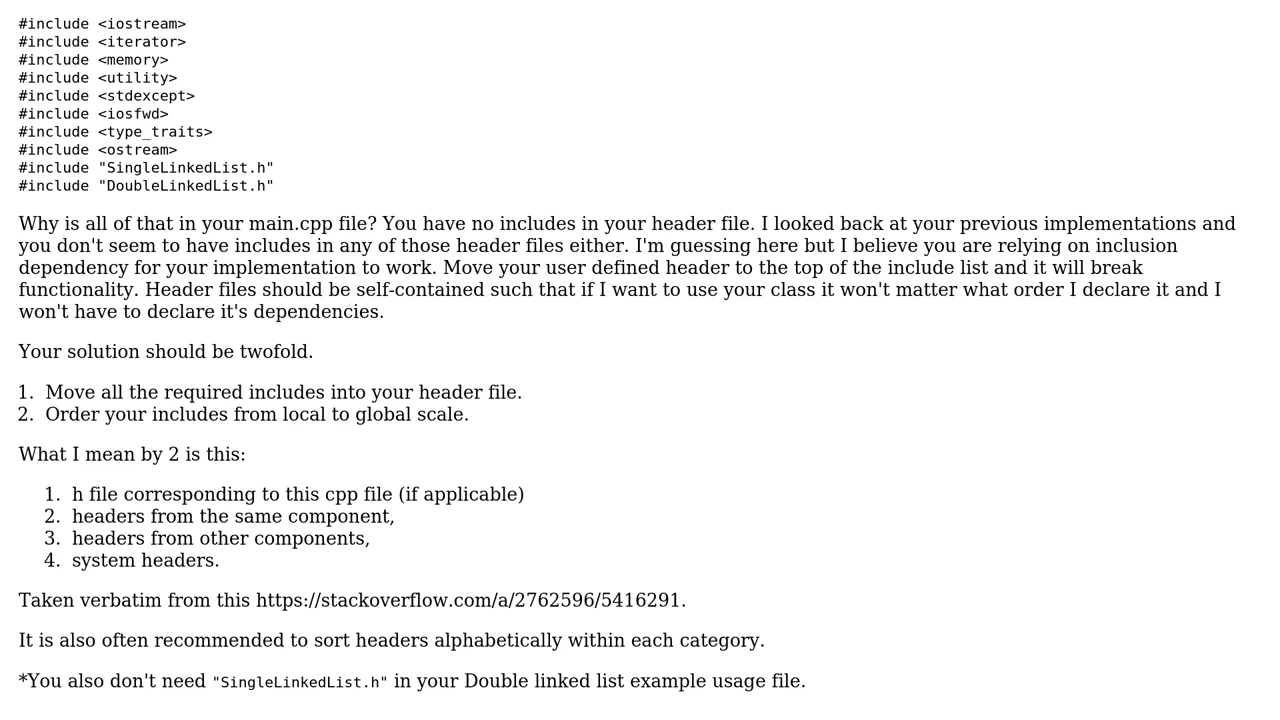 #include <iostream>
#include <iterator>
#include <memory>
#include <utility>
#include <stdexcept>
#include <iosfwd>
#include <type_traits>
#include <ostream>
#include "SingleLinkedList.h"
#include "DoubleLinkedList.h"
Why is all of that in your main.cpp file? You have no includes in your header file. I looked back at your previous implementations and
you don't seem to have includes in any of those header files either. I'm guessing here but I believe you are relying on inclusion
dependency for your implementation to work. Move your user defined header to the top of the include list and it will break
functionality. Header files should be self-contained such that if I want to use your class it won't matter what order I declare it and I
won't have to declare it's dependencies.
Your solution should be twofold.
1. Move all the required includes into your header file.
2. Order your includes from local to global scale.
What I mean by 2 is this:
1. h file corresponding to this cpp file (if applicable)
2. headers from the same component,
3. headers from other components,
4. system headers.
Taken verbatim from this https://stackoverflow.com/a/2762596/5416291.
It is also often recommended to sort headers alphabetically within each category.
*You also don't need "SingleLinkedList.h" in your Double linked list example usage file.